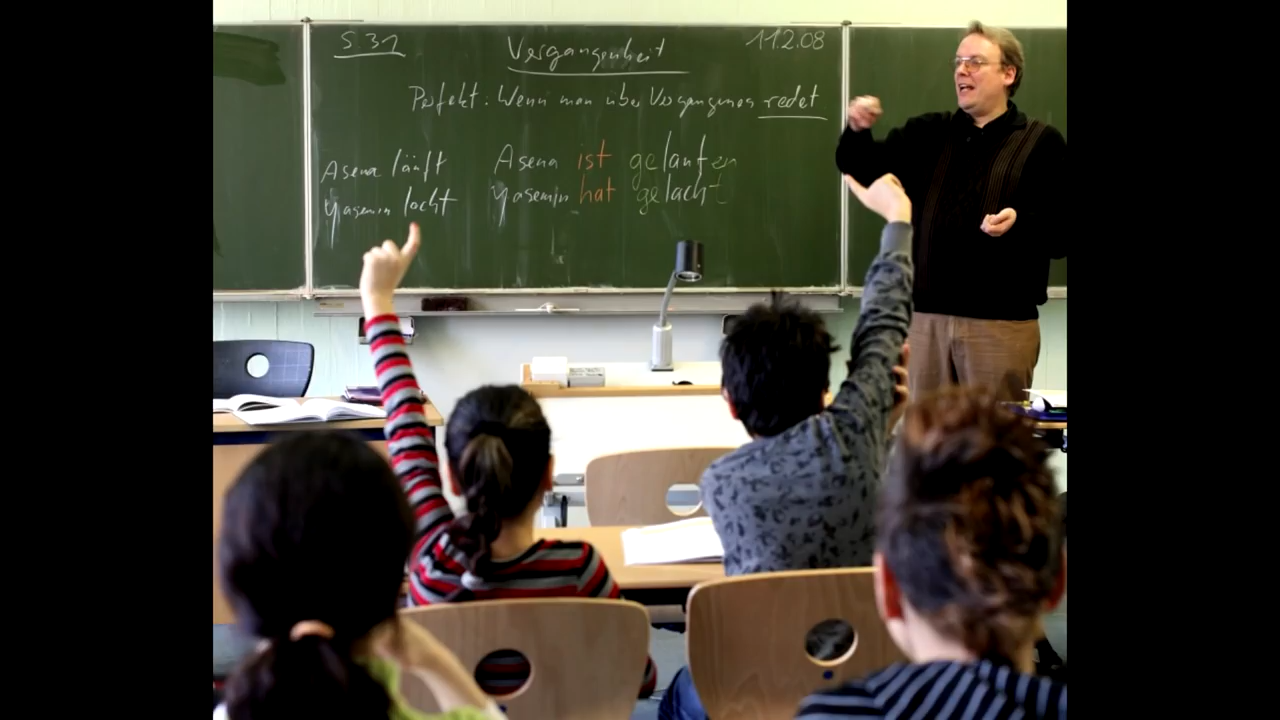 S 31
Vergangenheit
11.2.08
Perfekt: Wenn man über Vergangenes redet
Asena läuft
Asena ist gelaufen
Yasemin lacht
Yasemin hat gelacht